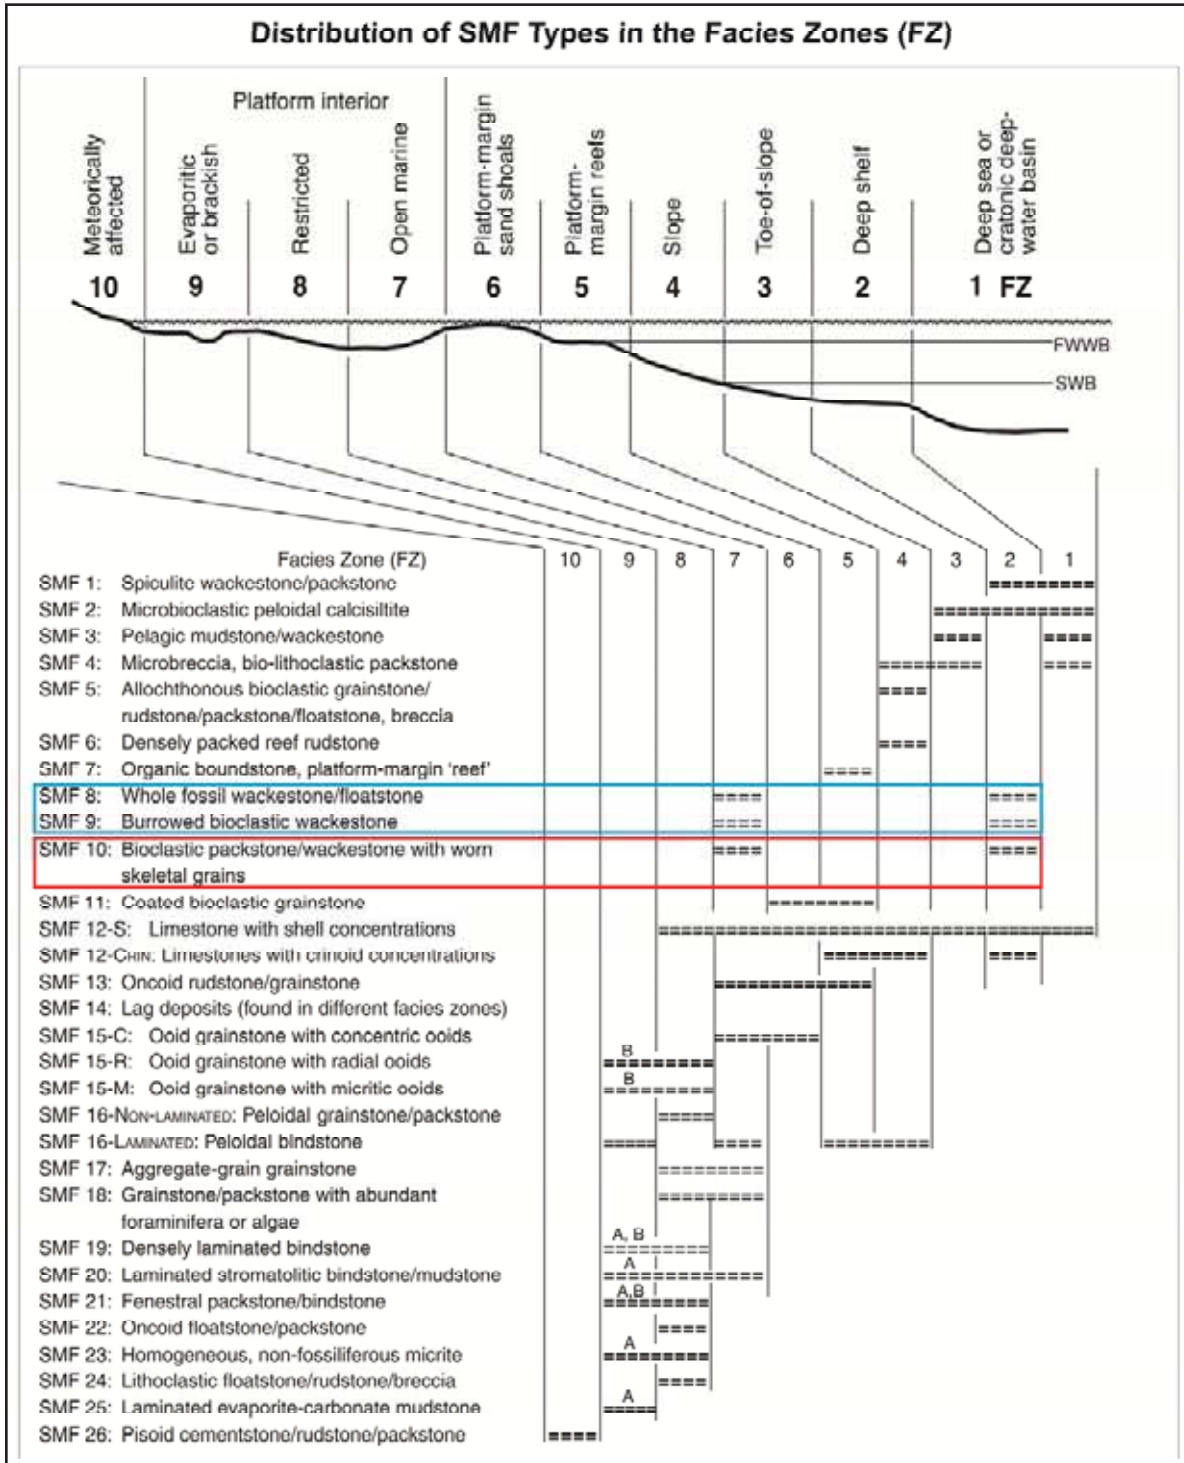 Distribution of SMF Types in the Facies Zones (FZ)
Platform interior
Meteorically
affected
Evaporitic
or brackish
Restricted
Open marine
Platform-margin
sand shoals
Platform-
margin reefs
Slope
Toe-of-slope
Deep shelf
Deep sea or
cratonic deep-
water basin
10 9 8 7 6 5 4 3 2 1 FZ
FWWB
SWB
Facies Zone (FZ) 10 9 8 7 6 5 4 3 2 1
SMF 1: Spiculite wackestone/packstone
SMF 2: Microbioclastic peloidal calcisiltite
SMF 3: Pelagic mudstone/wackestone
SMF 4: Microbreccia, bio-lithoclastic packstone
SMF 5: Allochthonous bioclastic grainstone/
rudstone/packstone/floatstone, breccia
SMF 6: Densely packed reef rudstone
SMF 7: Organic boundstone, platform-margin 'reef'
SMF 8: Whole fossil wackestone/floatstone
SMF 9: Burrowed bioclastic wackestone
SMF 10: Bioclastic packstone/wackestone with worn
skeletal grains
SMF 11: Coated bioclastic grainstone
SMF 12-S: Limestone with shell concentrations
SMF 12-CHIN: Limestones with crinoid concentrations
SMF 13: Oncoid rudstone/grainstone
SMF 14: Lag deposits (found in different facies zones)
SMF 15-C: Ooid grainstone with concentric ooids
SMF 15-R: Ooid grainstone with radial ooids B
SMF 15-M: Ooid grainstone with micritic ooids B
SMF 16-NON-LAMINATED: Peloidal grainstone/packstone
SMF 16-LAMINATED: Peloidal bindstone
SMF 17: Aggregate-grain grainstone
SMF 18: Grainstone/packstone with abundant
foraminifera or algae
SMF 19: Densely laminated bindstone A, B
SMF 20: Laminated stromatolitic bindstone/mudstone A
SMF 21: Fenestral packstone/bindstone A,B
SMF 22: Oncoid floatstone/packstone
SMF 23: Homogeneous, non-fossiliferous micrite A
SMF 24: Lithoclastic floatstone/rudstone/breccia
SMF 25: Laminated evaporite-carbonate mudstone A
SMF 26: Pisoid cementstone/rudstone/packstone